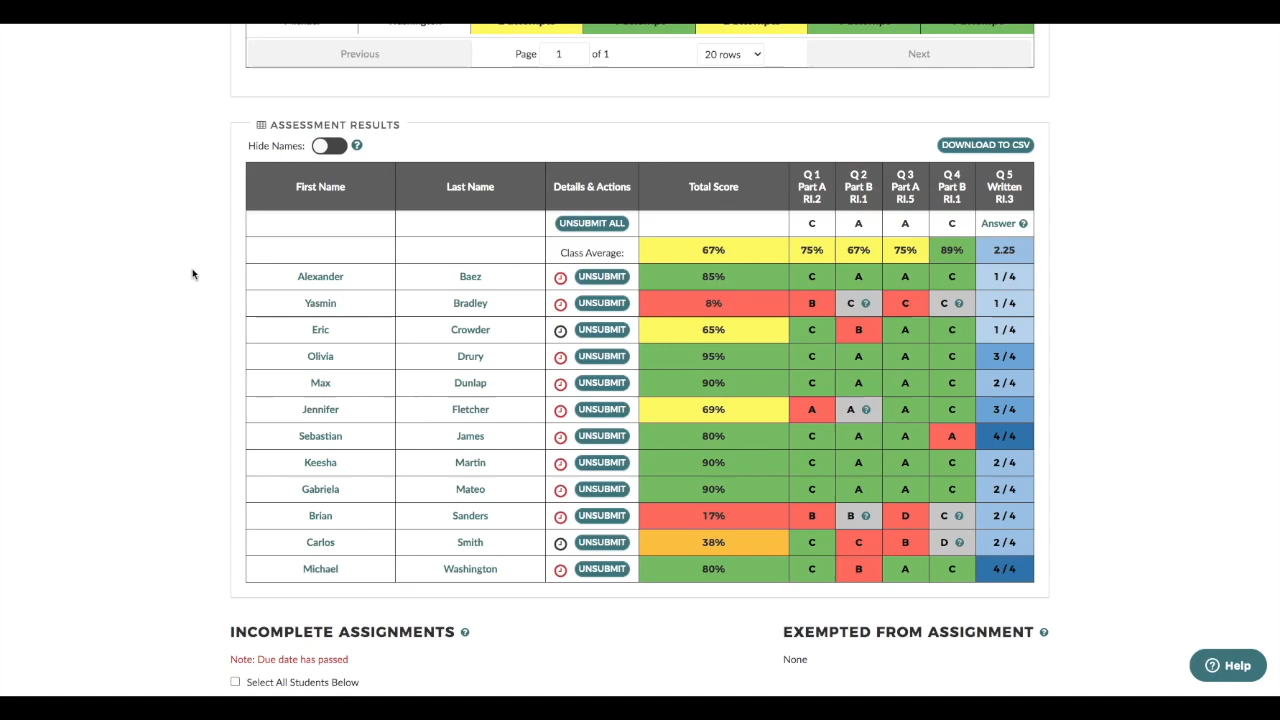 Previous Page 1 of 1 20 rows Next
ASSESSMENT RESULTS
Hide Names: ? DOWNLOAD TO CSV
First Name Last Name Details & Actions Total Score Q 1 Part A RI.2 Q 2 Part B RI.1 Q 3 Part A RI.5 Q 4 Part B RI.1 Q 5 Written RI.3
UNSUBMIT ALL C A A C Answer ?
Class Average: 67% 75% 67% 75% 89% 2.25
Alexander Baez UNSUBMIT 85% C A A C 1 / 4
Yasmin Bradley UNSUBMIT 8% B C ? C C ? 1 / 4
Eric Crowder UNSUBMIT 65% C B A C 1 / 4
Olivia Drury UNSUBMIT 95% C A A C 3 / 4
Max Dunlap UNSUBMIT 90% C A A C 2 / 4
Jennifer Fletcher UNSUBMIT 69% A A ? A C 3 / 4
Sebastian James UNSUBMIT 80% C A A A 4 / 4
Keesha Martin UNSUBMIT 90% C A A C 2 / 4
Gabriela Mateo UNSUBMIT 90% C A A C 2 / 4
Brian Sanders UNSUBMIT 17% B B ? D C ? 2 / 4
Carlos Smith UNSUBMIT 38% C C B D ? 2 / 4
Michael Washington UNSUBMIT 80% C B A C 4 / 4
INCOMPLETE ASSIGNMENTS ? EXEMPTED FROM ASSIGNMENT ?
Note: Due date has passed None
Select All Students Below
? Help